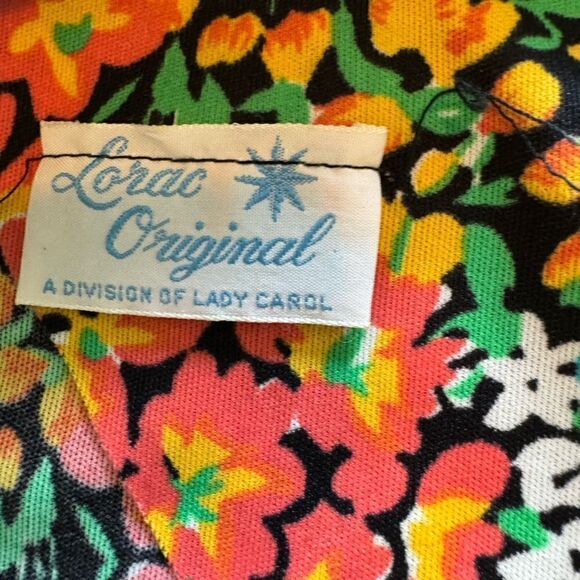 Lorac
Original
A DIVISION OF LADY CAROL